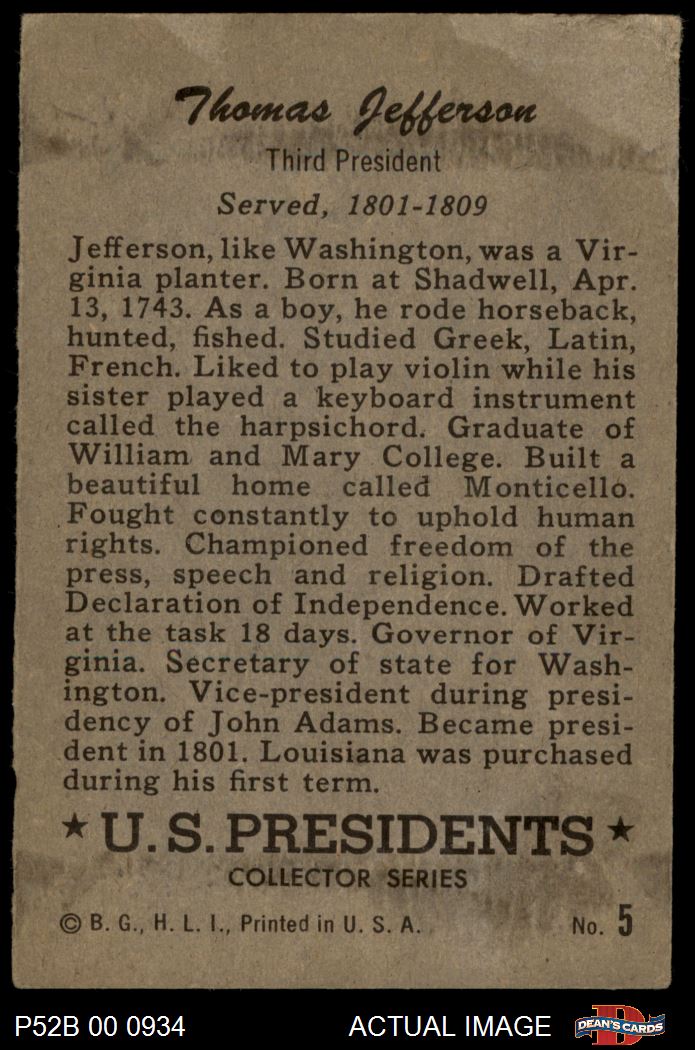 Thomas Jefferson
Third President
Served, 1801-1809
Jefferson, like Washington, was a Vir-
ginia planter. Born at Shadwell, Apr.
13, 1743. As a boy, he rode horseback,
hunted, fished. Studied Greek, Latin,
French. Liked to play violin while his
sister played a keyboard instrument
called the harpsichord. Graduate of
William and Mary College. Built a
beautiful home called Monticello.
Fought constantly to uphold human
rights. Championed freedom of the
press, speech and religion. Drafted
Declaration of Independence. Worked
at the task 18 days. Governor of Vir-
ginia. Secretary of state for Wash-
ington. Vice-president during presi-
dency of John Adams. Became presi-
dent in 1801. Louisiana was purchased
during his first term.
★ U.S. PRESIDENTS ★
COLLECTOR SERIES
© B. G., H. L. I., Printed in U. S. A. No. 5
P52B 00 0934 ACTUAL IMAGE D DEAN'S CARDS